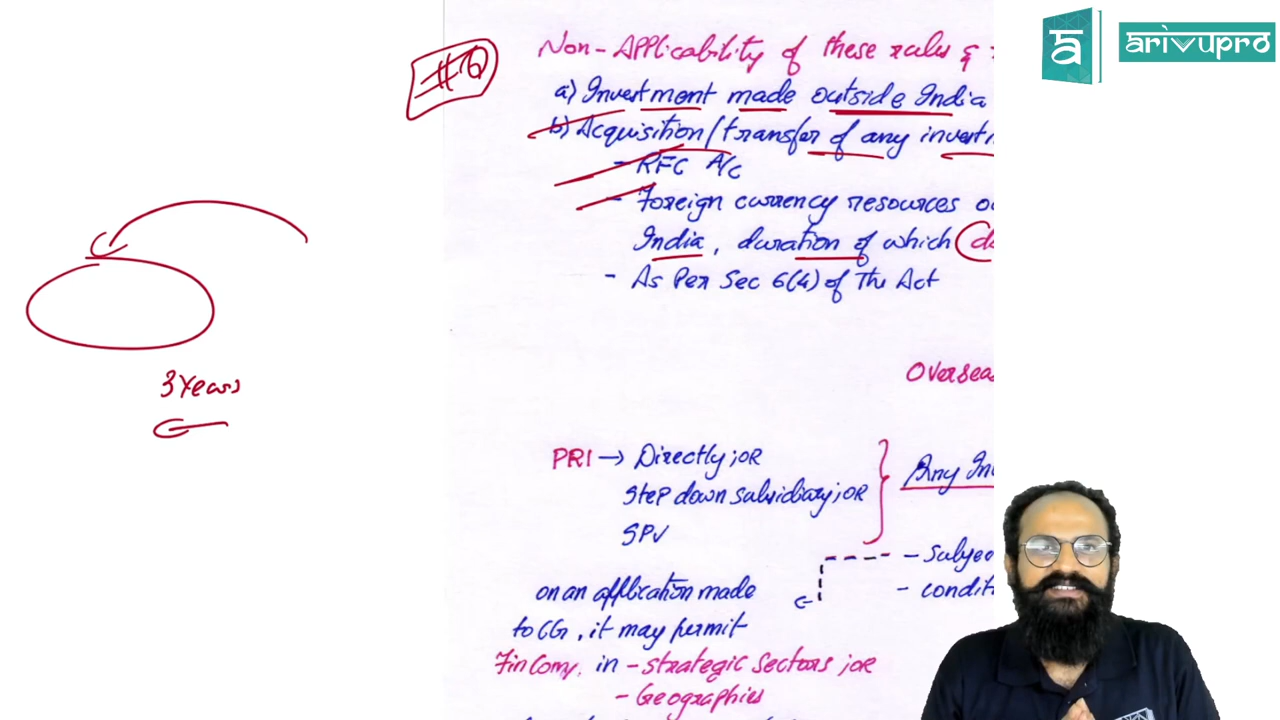 arivupro
#6
Non-Applicability of these rules &
a) Investment made outside India
b) Acquisition/transfer of any invest
- RFC A/c
- Foreign currency resources
India, duration of which
- As Per Sec 6(4) of The Act
3 Years
Oversea
PRI → Directly; OR
Step down subsidiary; OR
SPV
Any In
on an application made
to CG, it may permit
Fin Comy. in - strategic sectors; or
- Geographies
- Subjec
- condit